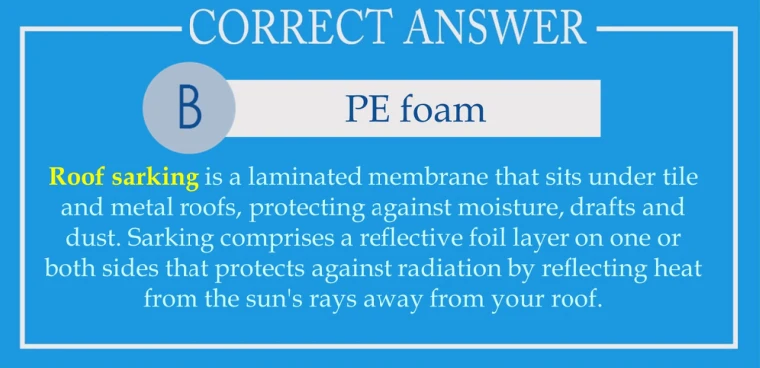 CORRECT ANSWER
B
PE foam
Roof sarking is a laminated membrane that sits under tile
and metal roofs, protecting against moisture, drafts and
dust. Sarking comprises a reflective foil layer on one or
both sides that protects against radiation by reflecting heat
from the sun's rays away from your roof.